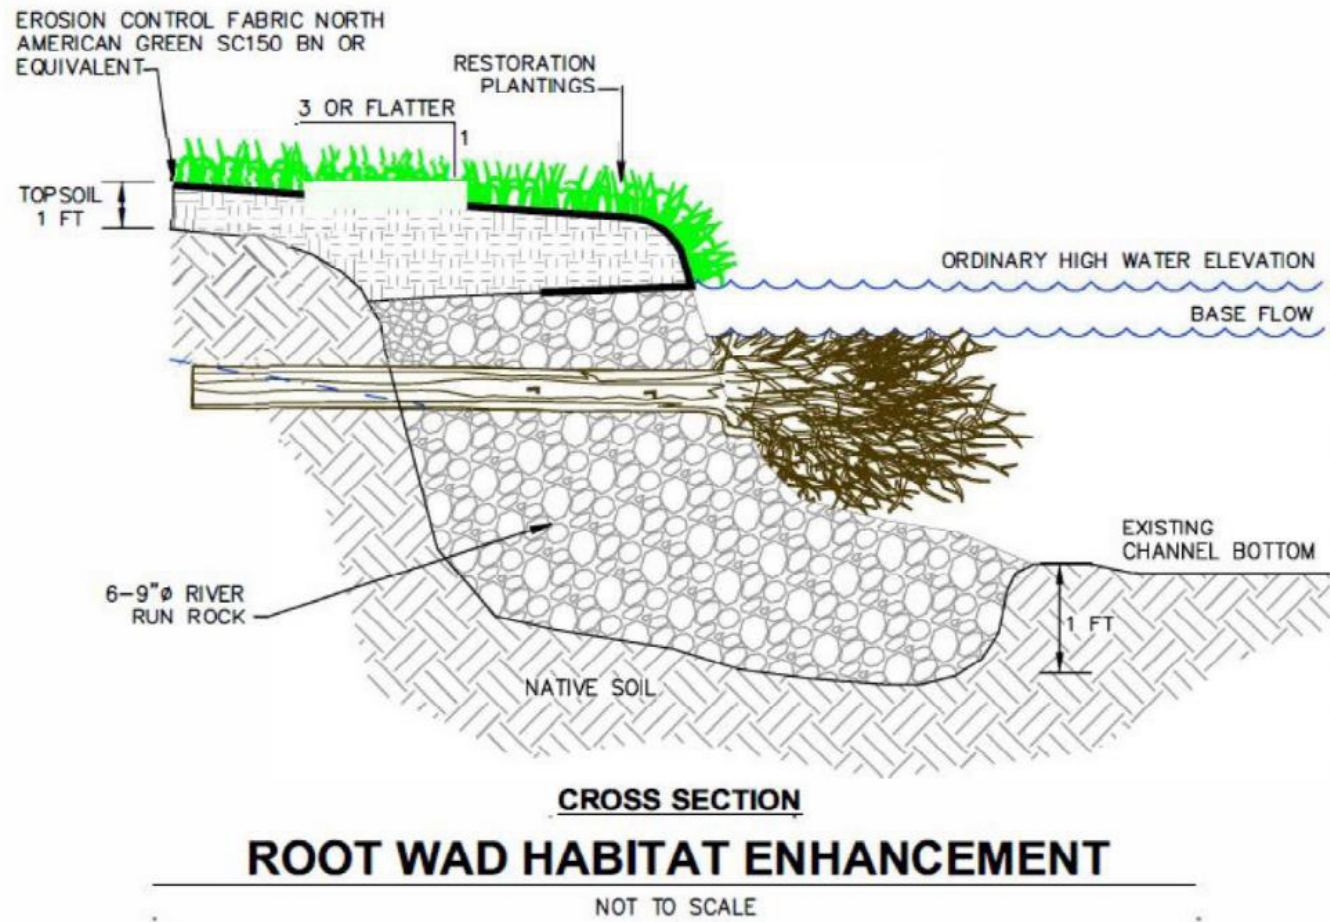 EROSION CONTROL FABRIC NORTH
AMERICAN GREEN SC150 BN OR
EQUIVALENT
RESTORATION
PLANTINGS
3 OR FLATTER
1
TOPSOIL
1 FT
ORDINARY HIGH WATER ELEVATION
BASE FLOW
EXISTING
CHANNEL BOTTOM
6-9"Ø RIVER
RUN ROCK
1 FT
NATIVE SOIL
CROSS SECTION
ROOT WAD HABITAT ENHANCEMENT
NOT TO SCALE